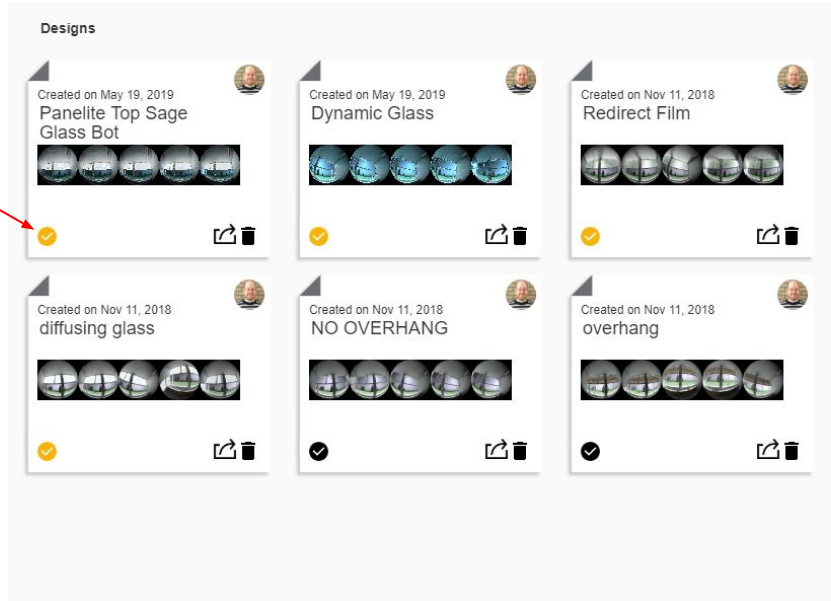 Designs
Created on May 19, 2019
Panelite Top Sage
Glass Bot
Created on May 19, 2019
Dynamic Glass
Created on Nov 11, 2018
Redirect Film
Created on Nov 11, 2018
diffusing glass
Created on Nov 11, 2018
NO OVERHANG
Created on Nov 11, 2018
overhang